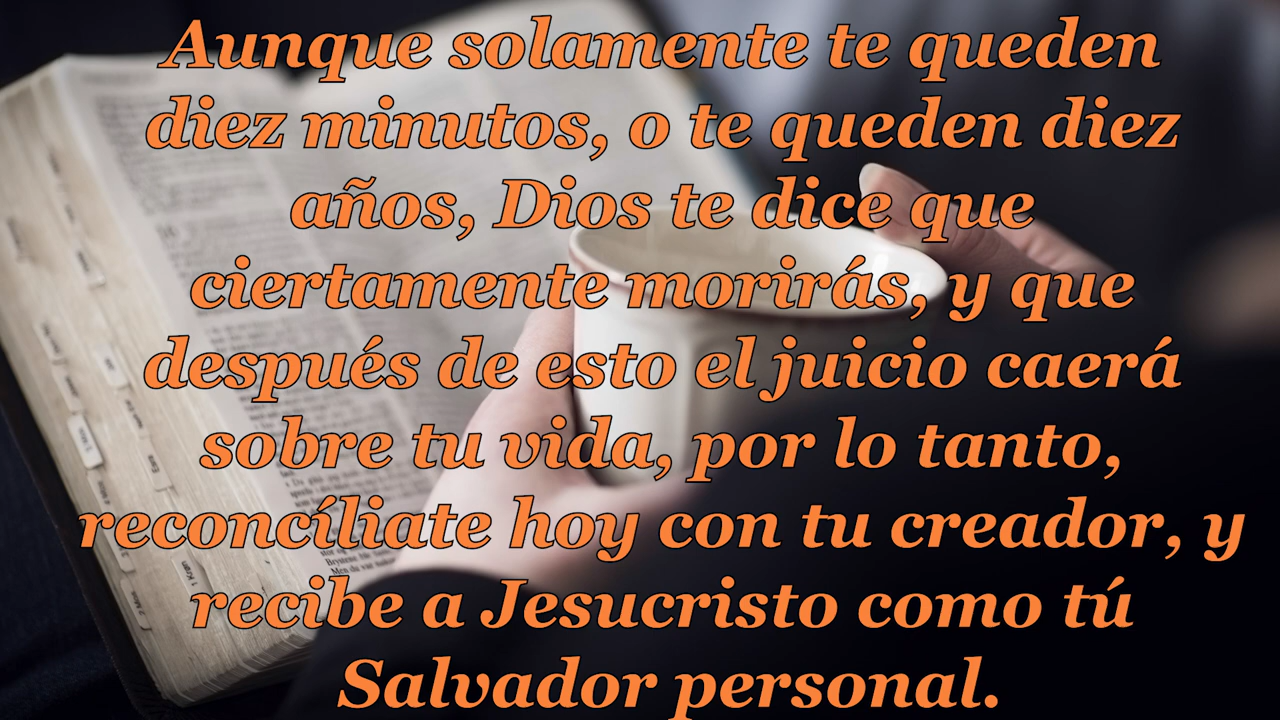 Aunque solamente te queden
diez minutos, o te queden diez
años, Dios te dice que
ciertamente morirás, y que
después de esto el juicio caerá
sobre tu vida, por lo tanto,
reconcíliate hoy con tu creador, y
recibe a Jesucristo como tú
Salvador personal.